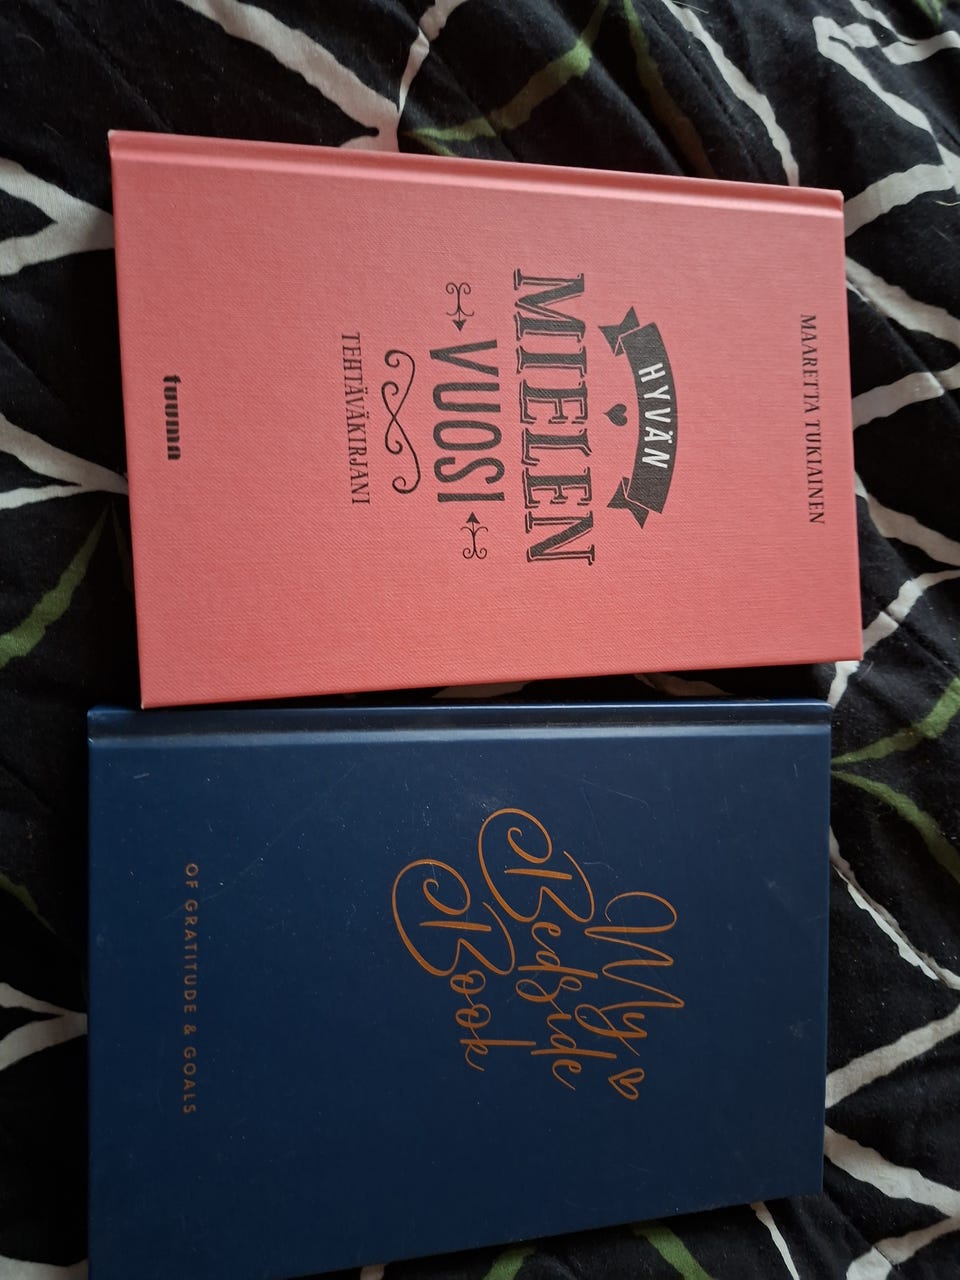 MAARETTA TUKIAINEN
HYVÄN
MIELEN
VUOSI
TEHTÄVÄKIRJANI
tuuma
My
Bedside
Book
OF GRATITUDE & GOALS